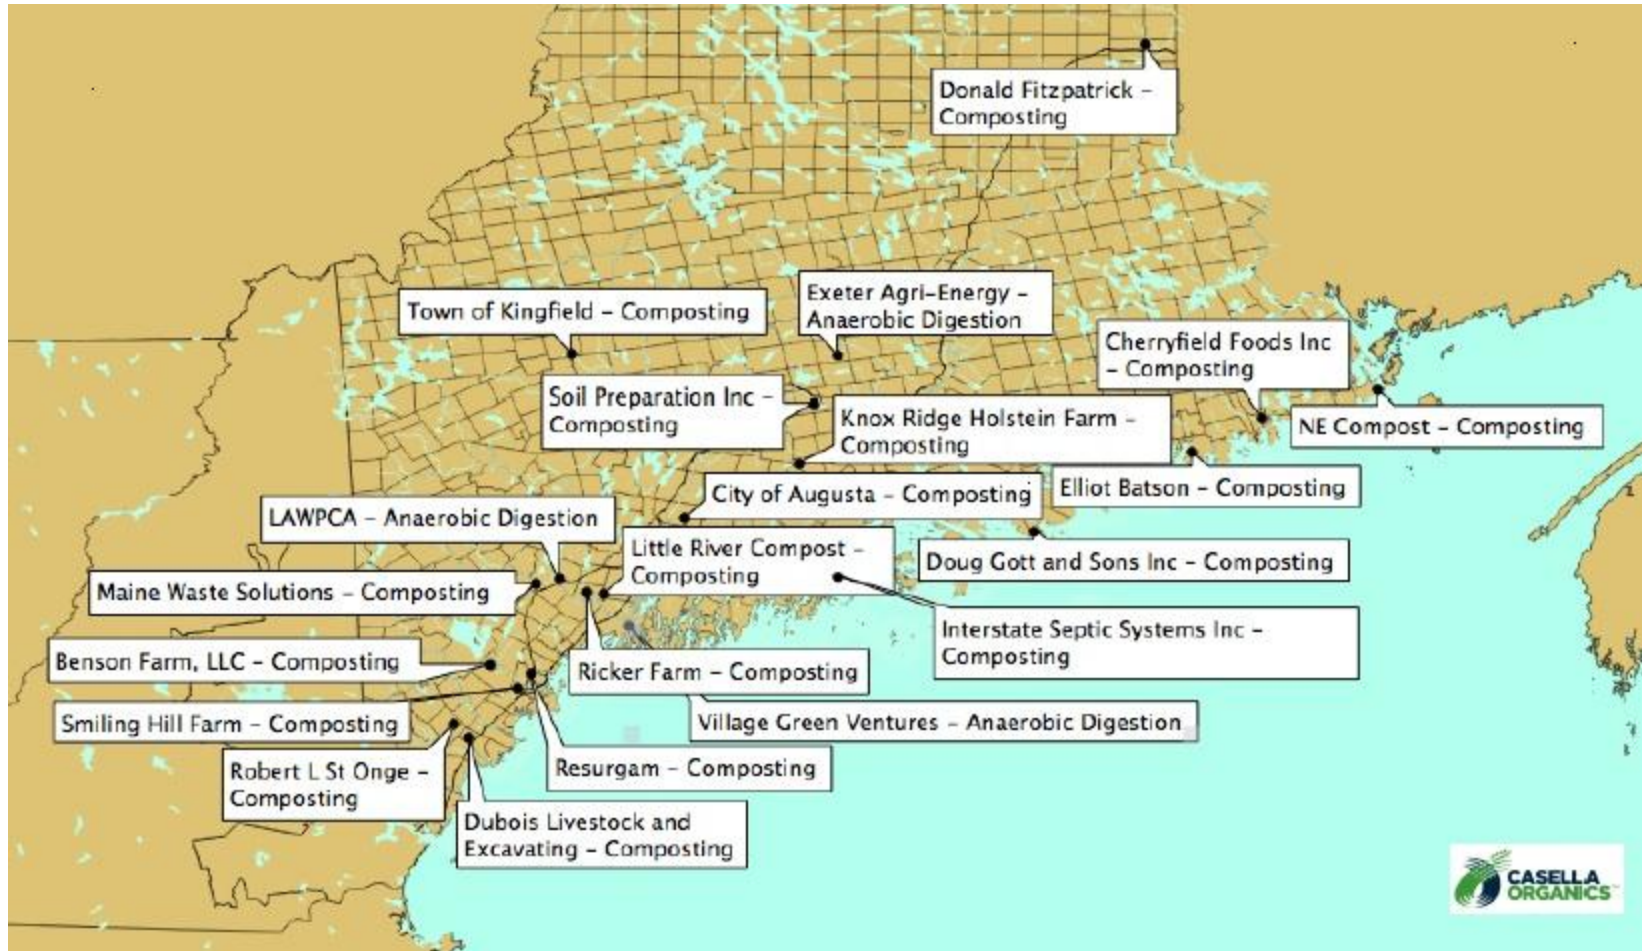 Donald Fitzpatrick –
Composting
Exeter Agri-Energy –
Anaerobic Digestion
Town of Kingfield – Composting
Cherryfield Foods Inc
– Composting
Soil Preparation Inc –
Composting
Knox Ridge Holstein Farm –
Composting
NE Compost – Composting
City of Augusta – Composting
Elliot Batson – Composting
LAWPCA – Anaerobic Digestion
Little River Compost –
Composting
Doug Gott and Sons Inc – Composting
Maine Waste Solutions – Composting
Interstate Septic Systems Inc –
Composting
Benson Farm, LLC – Composting
Ricker Farm – Composting
Smiling Hill Farm – Composting
Village Green Ventures – Anaerobic Digestion
Robert L St Onge –
Composting
Resurgam – Composting
Dubois Livestock and
Excavating – Composting
CASELLA
ORGANICS